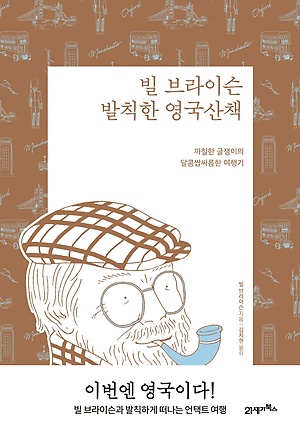 빌 브라이슨
발칙한 영국산책
까칠한 글쟁이의
달콤쌉싸름한 여행기
빌 브라이슨 지음 | 김지현 옮김
이번엔 영국이다!
빌 브라이슨과 발칙하게 떠나는 언택트 여행
21세기북스